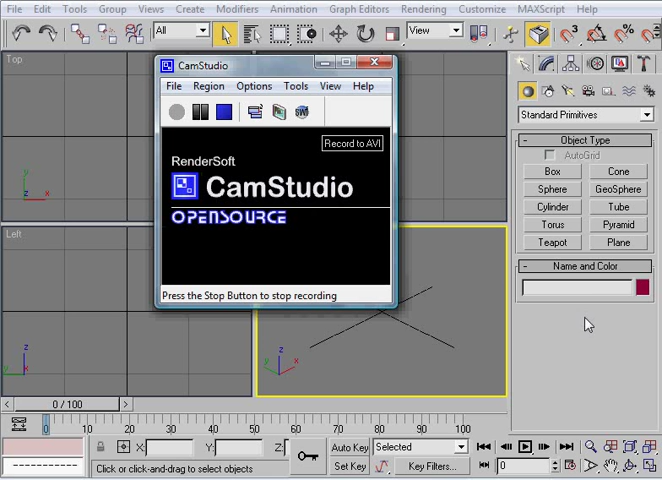 File Edit Tools Group Views Create Modifiers Animation Graph Editors Rendering Customize MAXScript Help
All
View
Top
CamStudio
File Region Options Tools View Help
Record to AVI
RenderSoft
CamStudio
OPENSOURCE
Press the Stop Button to stop recording
Standard Primitives
- Object Type
AutoGrid
Box Cone
Sphere GeoSphere
Cylinder Tube
Torus Pyramid
Teapot Plane
- Name and Color
Left
z
y
x
z
y
x
z
x
y
< 0 / 100 >
0 10 20 30 40 50 60 70 80 90 100
X: Y: Z: Auto Key Selected
Click or click-and-drag to select objects Set Key Key Filters... 0